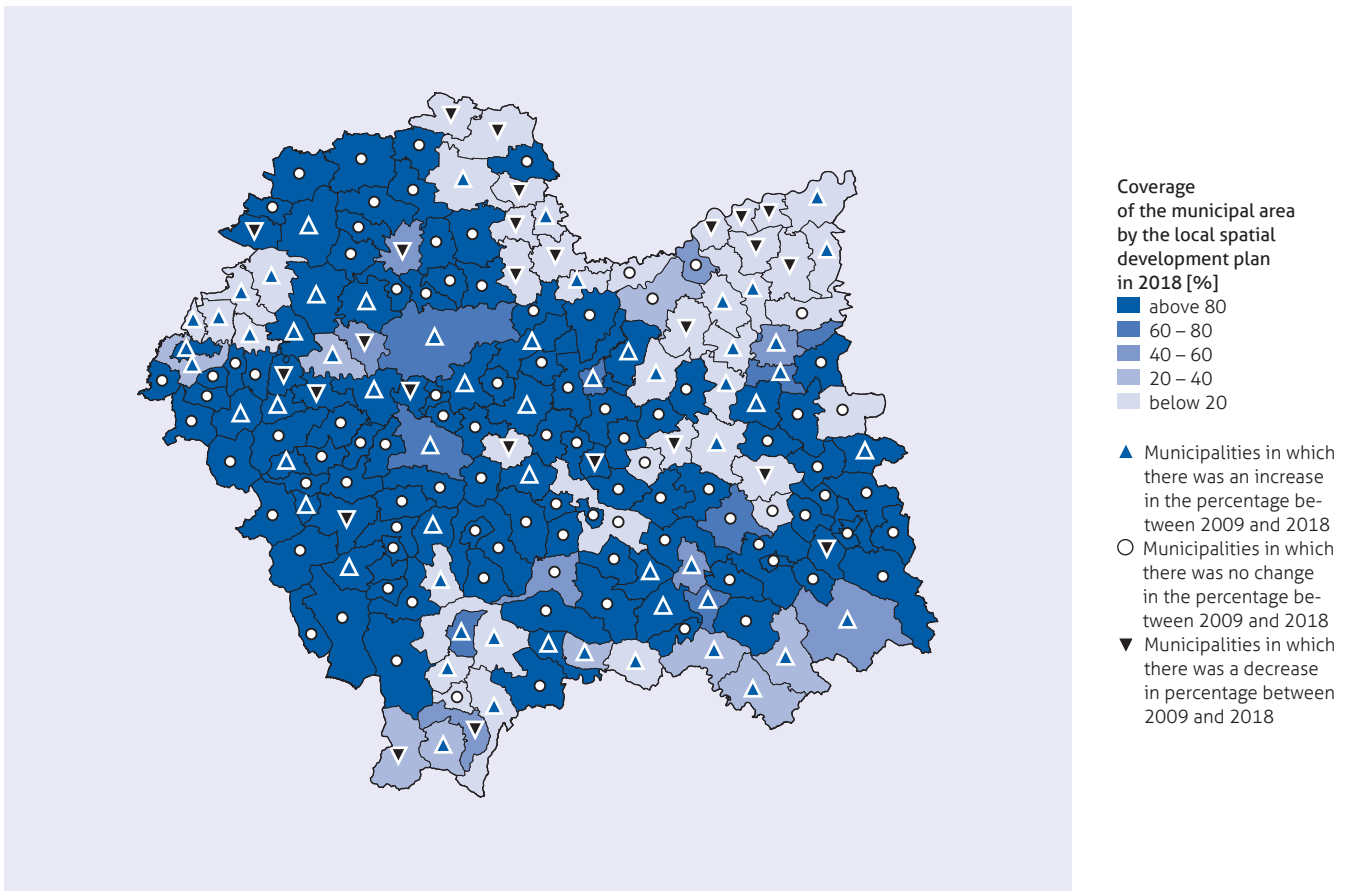 Coverage
of the municipal area
by the local spatial
development plan
in 2018 [%]
above 80
60 – 80
40 – 60
20 – 40
below 20
Municipalities in which
there was an increase
in the percentage be-
tween 2009 and 2018
Municipalities in which
there was no change
in the percentage be-
tween 2009 and 2018
Municipalities in which
there was a decrease
in percentage between
2009 and 2018